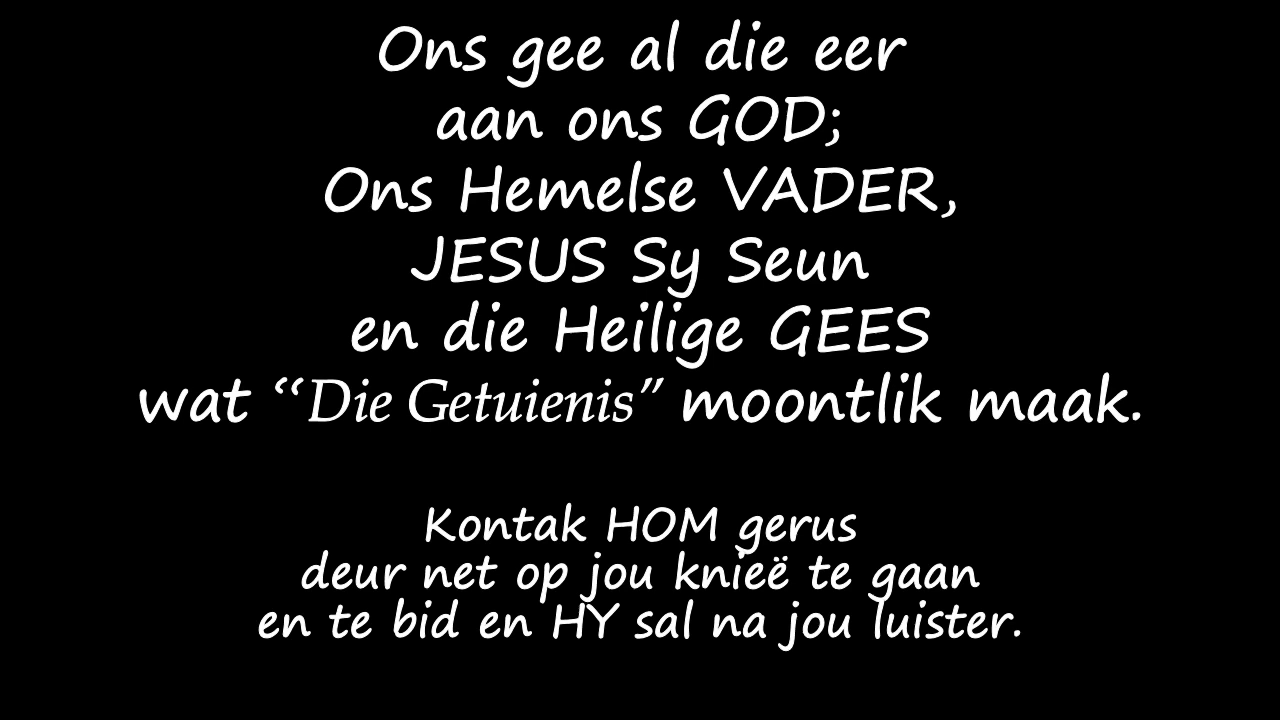 Ons gee al die eer
aan ons GOD;
Ons Hemelse VADER,
JESUS Sy Seun
en die Heilige GEES
wat “Die Getuienis” moontlik maak.
Kontak HOM gerus
deur net op jou knieë te gaan
en te bid en HY sal na jou luister.